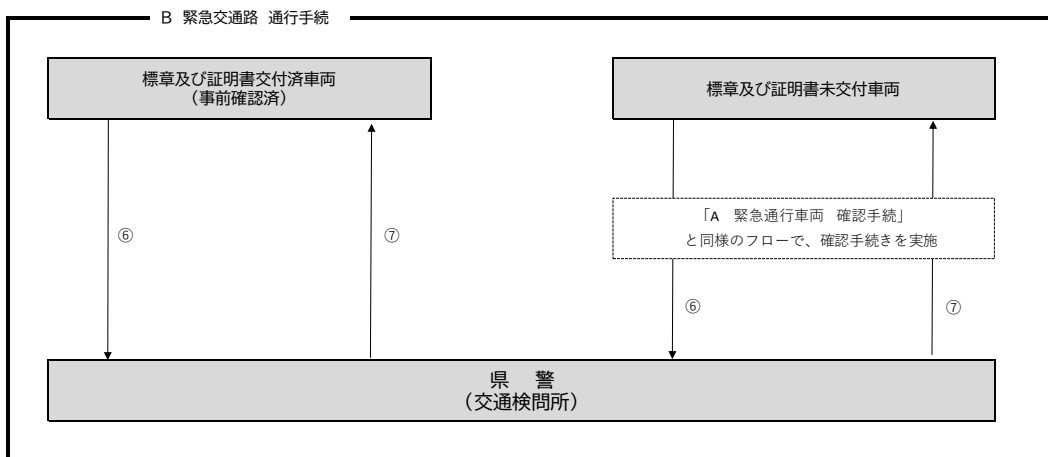 B 緊急交通路 通行手続
標章及び証明書交付済車両
（事前確認済）
標章及び証明書未交付車両
「A 緊急通行車両 確認手続」
と同様のフローで、確認手続きを実施
⑥
⑦
⑥
⑦
県 警
（交通検問所）